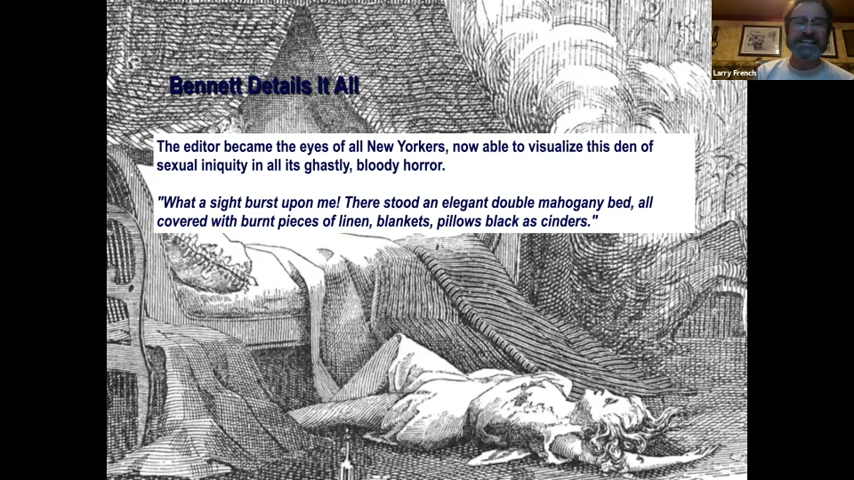 Bennett Details It All
Larry French
The editor became the eyes of all New Yorkers, now able to visualize this den of
sexual iniquity in all its ghastly, bloody horror.
"What a sight burst upon me! There stood an elegant double mahogany bed, all
covered with burnt pieces of linen, blankets, pillows black as cinders."